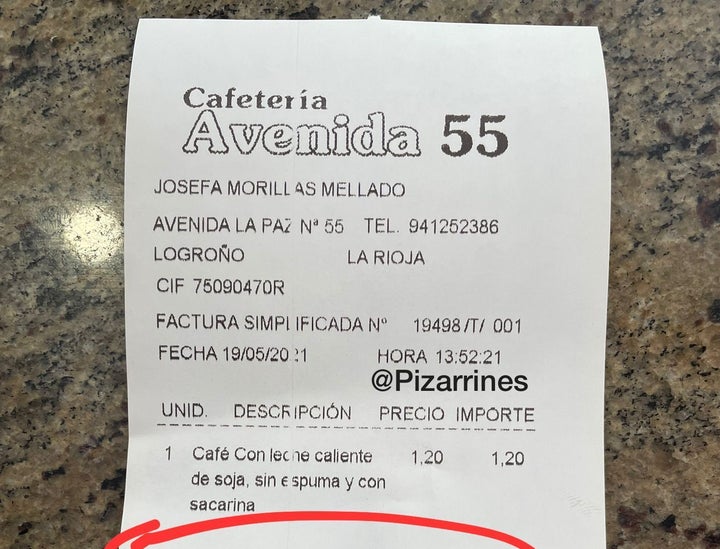 Cafetería
Avenida 55
JOSEFA MORILLAS MELLADO
AVENIDA LA PAZ Nª 55 TEL. 941252386
LOGROÑO LA RIOJA
CIF 75090470R
FACTURA SIMPLIFICADA Nº 19498/T/ 001
FECHA 19/05/2021 HORA 13:52:21
@Pizarrines
UNID. DESCRIPCIÓN PRECIO IMPORTE
1 Café Con leche caliente 1,20 1,20
de soja, sin espuma y con
sacarina